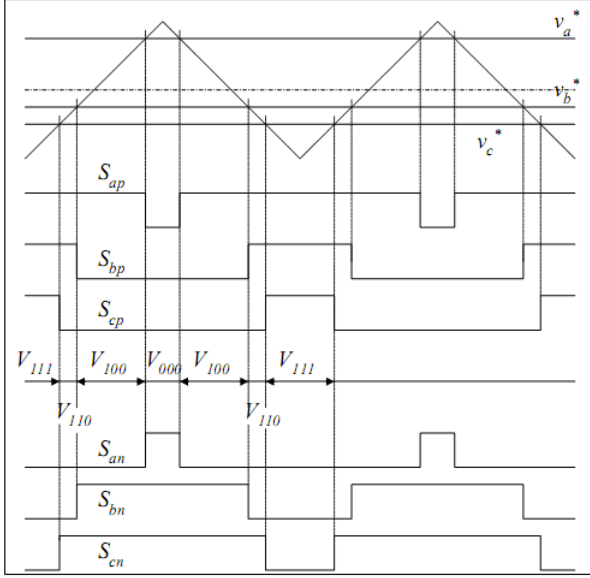 v_a^*
v_b^*
v_c^*
S_ap
S_bp
S_cp
V_111 V_100 V_000 V_100 V_111
V_110 V_110
S_an
S_bn
S_cn